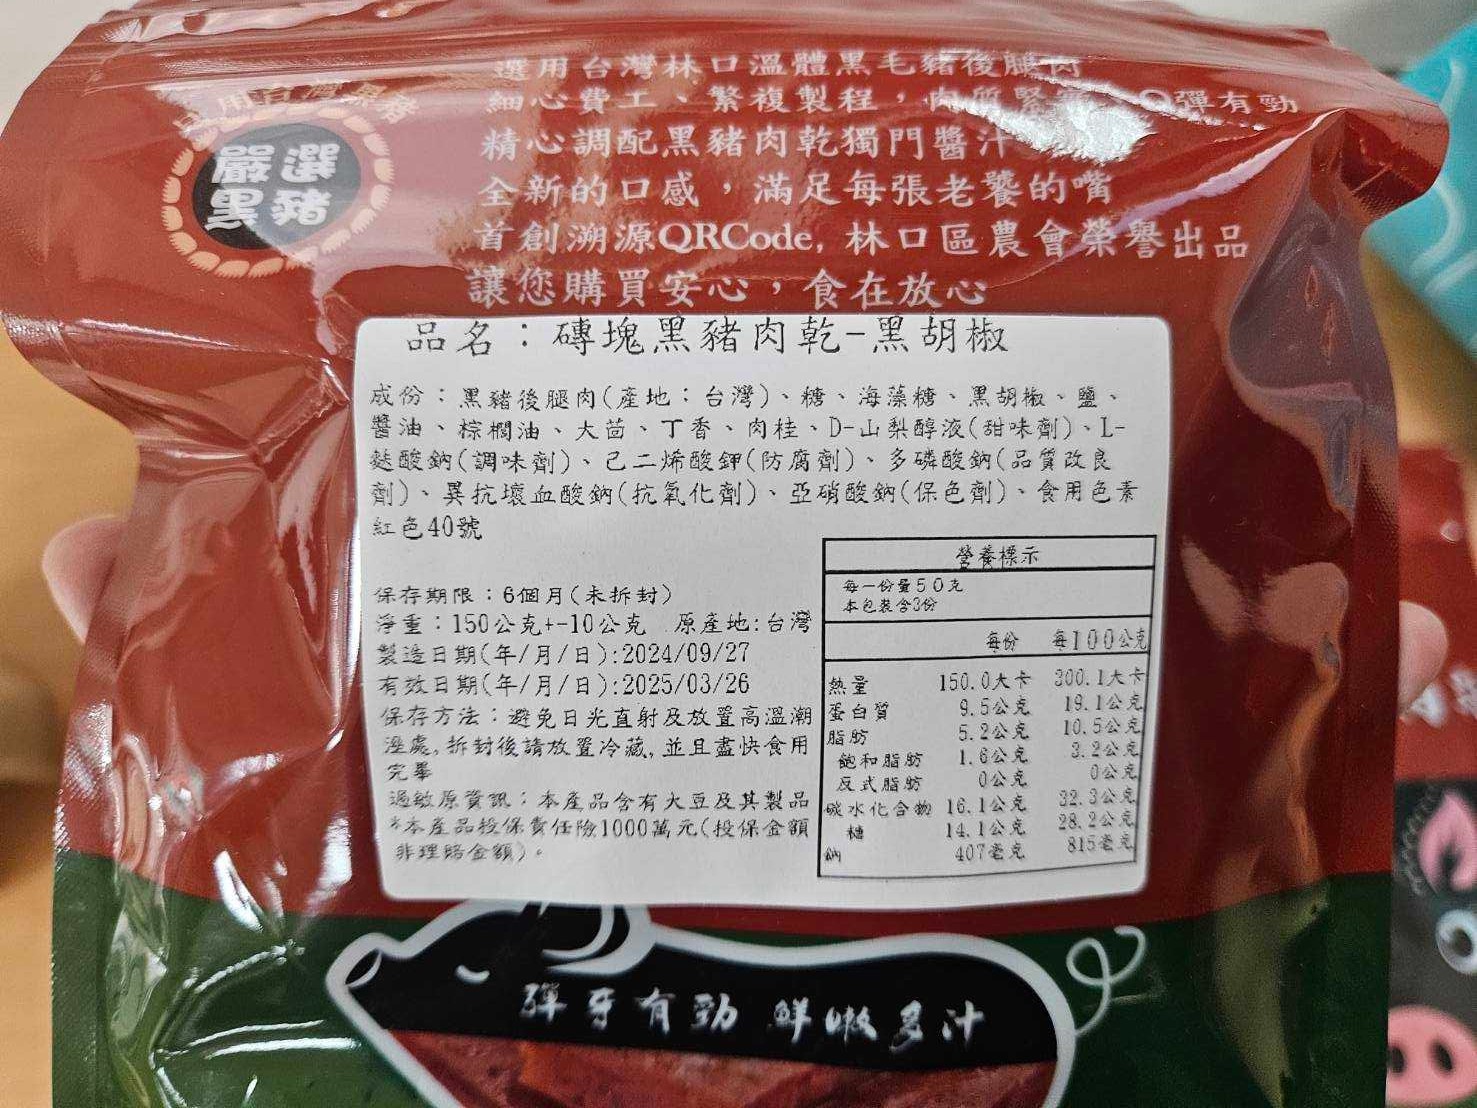 選用台灣林口溫體黑毛豬後腿肉
細心費工、繁複製程，肉質緊 Q彈有勁
精心調配黑豬肉乾獨門醬汁
全新的口感，滿足每張老饕的嘴
首創溯源QRCode, 林口區農會榮譽出品
讓您購買安心，食在放心
用台灣黑豬
嚴選
黑豬
品名：磚塊黑豬肉乾-黑胡椒
成份：黑豬後腿肉(產地：台灣)、糖、海藻糖、黑胡椒、鹽、
醬油、棕櫚油、大茴、丁香、肉桂、D-山梨醇液(甜味劑)、L-
麩酸鈉(調味劑)、己二烯酸鉀(防腐劑)、多磷酸鈉(品質改良
劑)、異抗壞血酸鈉(抗氧化劑)、亞硝酸鈉(保色劑)、食用色素
紅色40號
保存期限：6個月(未拆封)
淨重：150公克+-10公克 原產地:台灣
製造日期(年/月/日):2024/09/27
有效日期(年/月/日):2025/03/26
保存方法：避免日光直射及放置高溫潮
溼處,拆封後請放置冷藏,並且盡快食用
完畢
過敏原資訊：本產品含有大豆及其製品
*本產品投保責任險1000萬元(投保金額
非理賠金額)。
營養標示
每一份量50克
本包裝含3份
每份 每100公克
熱量 150.0大卡 300.1大卡
蛋白質 9.5公克 19.1公克
脂肪 5.2公克 10.5公克
飽和脂肪 1.6公克 3.2公克
反式脂肪 0公克 0公克
碳水化合物 16.1公克 32.3公克
糖 14.1公克 28.2公克
鈉 407毫克 815毫克
彈牙有勁 鮮嫩多汁